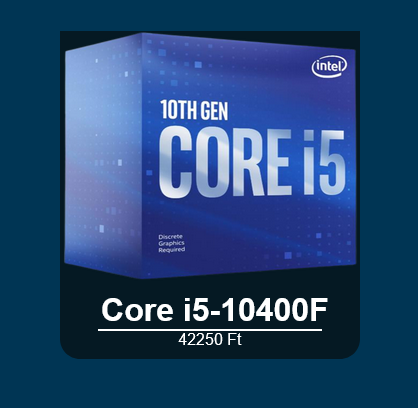 intel
10TH GEN
CORE i5
Discrete
Graphics
Required
Core i5-10400F
42250 Ft